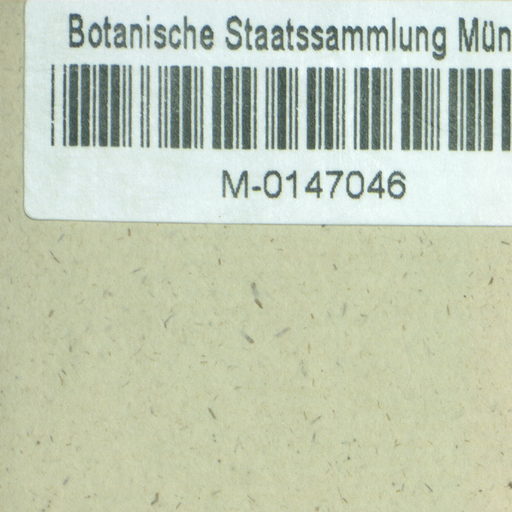 Botanische Staatssammlung Mün
M-0147046